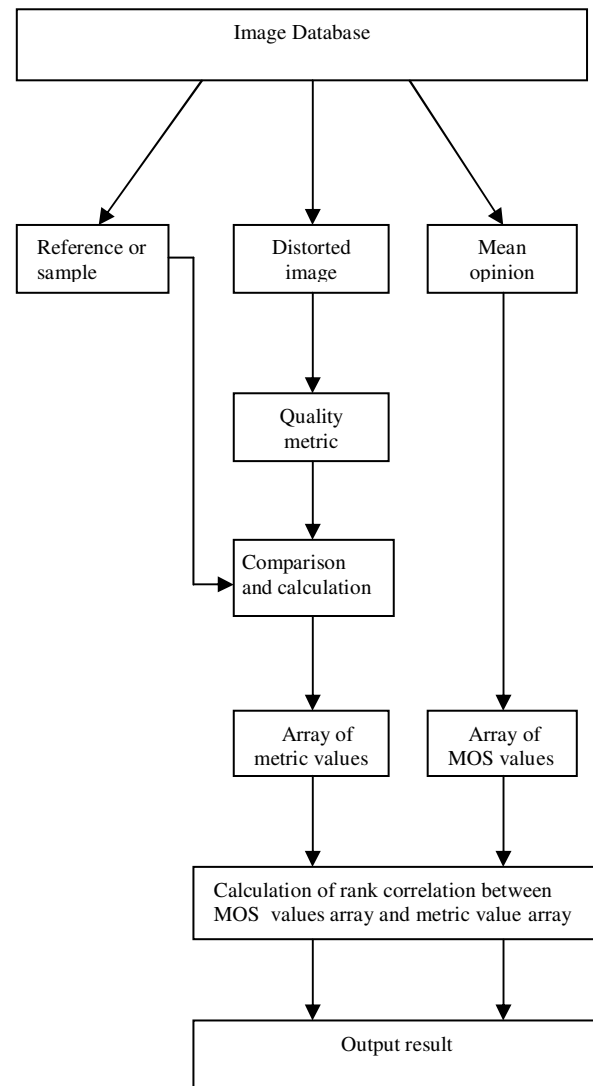 Image Database
Reference or
sample
Distorted
image
Mean
opinion
Quality
metric
Comparison
and calculation
Array of
metric values
Array of
MOS values
Calculation of rank correlation between
MOS values array and metric value array
Output result